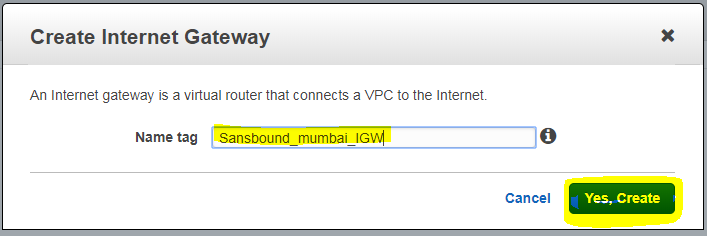 Create Internet Gateway
An Internet gateway is a virtual router that connects a VPC to the Internet.
Name tag Sansbound_mumbai_IGW
Cancel Yes, Create